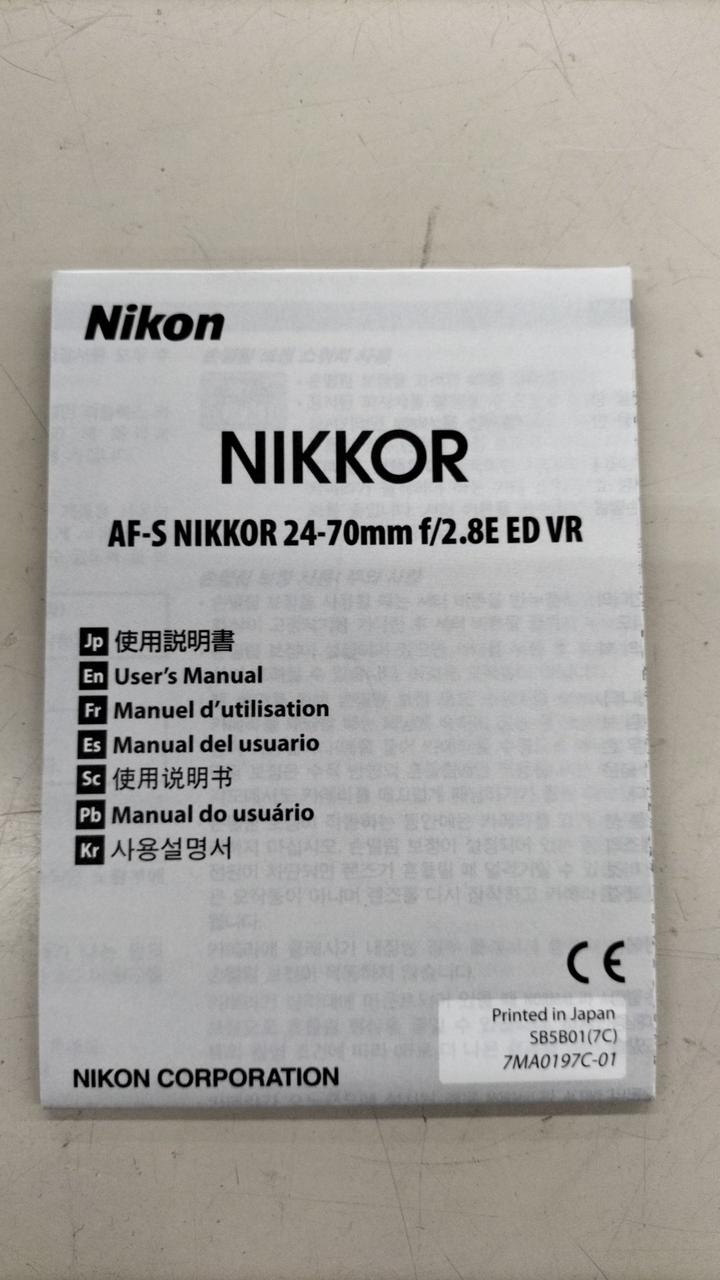 Nikon
NIKKOR
AF-S NIKKOR 24-70mm f/2.8E ED VR
Jp 使用説明書
En User's Manual
Fr Manuel d'utilisation
Es Manual del usuario
Sc 使用说明书
Pb Manual do usuário
Kr 사용설명서
CE
Printed in Japan
SB5B01(7C)
7MA0197C-01
NIKON CORPORATION